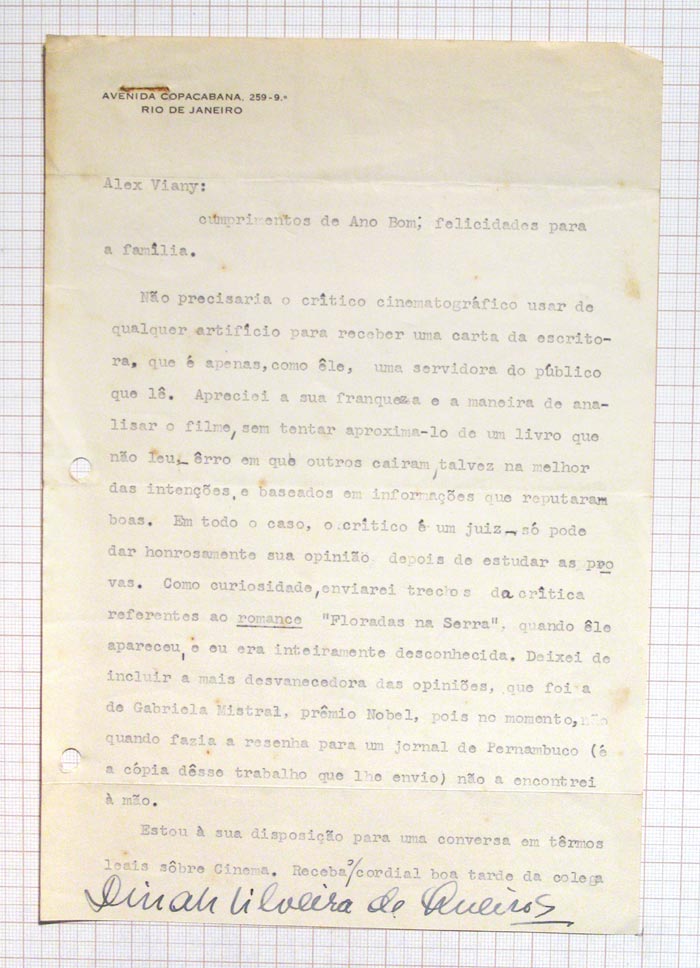 AVENIDA COPACABANA, 259-9.º
RIO DE JANEIRO
Alex Viany:
cumprimentos de Ano Bom; felicidades para
a família.
Não precisaria o crítico cinematográfico usar de
qualquer artifício para receber uma carta da escrito-
ra, que é apenas, como êle, uma servidora do público
que lê. Apreciei a sua franqueza e a maneira de ana-
lisar o filme, sem tentar aproxima-lo de um livro que
não leu, êrro em que outros cairam, talvez na melhor
das intenções, e baseados em informações que reputaram
boas. Em todo o caso, o crítico é um juiz - só pode
dar honrosamente sua opinião depois de estudar as pro
vas. Como curiosidade, enviarei trechos da crítica
referentes ao romance "Floradas na Serra", quando êle
apareceu, e eu era inteiramente desconhecida. Deixei de
incluir a mais desvanecedora das opiniões, que foi a
de Gabriela Mistral, prêmio Nobel, pois no momento, não
quando fazia a resenha para um jornal de Pernambuco (é
a cópia dêsse trabalho que lhe envio) não a encontrei
à mão.
Estou à sua disposição para uma conversa em têrmos
leais sôbre Cinema. Receba o cordial boa tarde da colega
Dinah Silveira de Queiroz